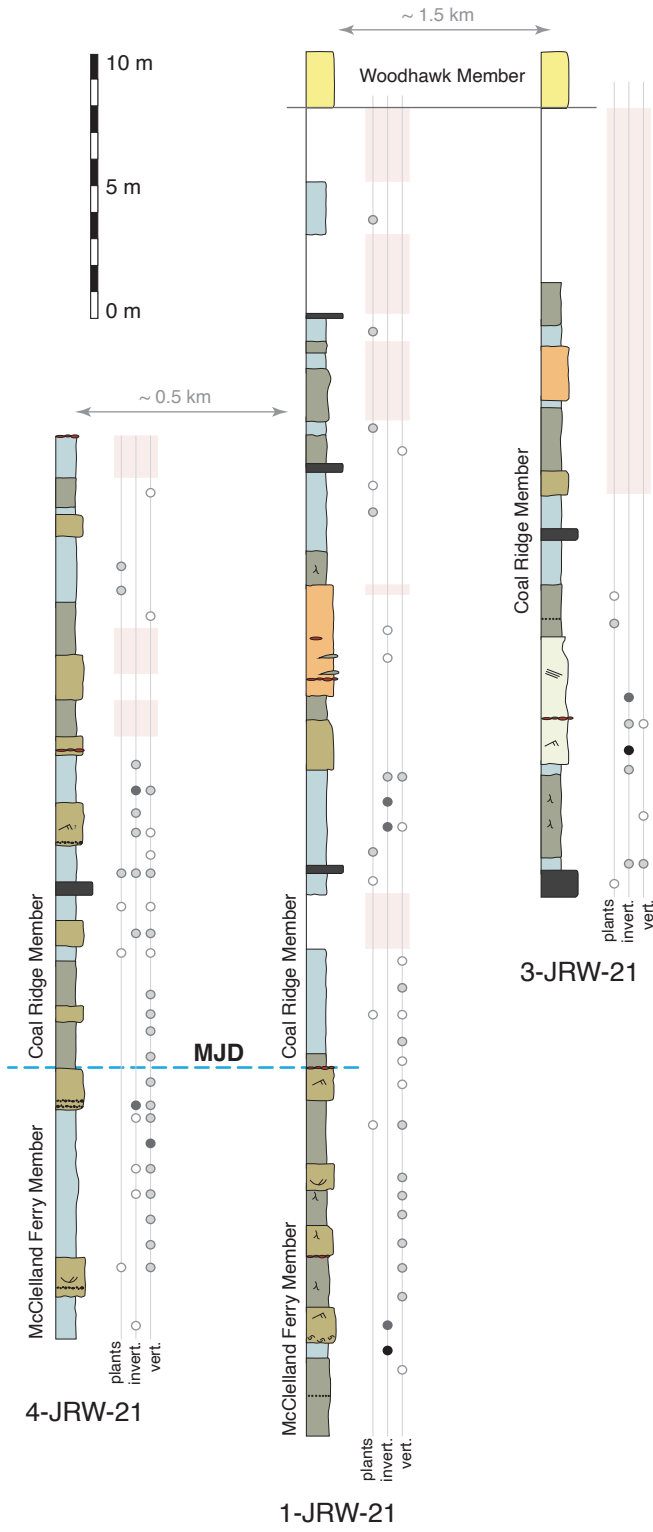 ~ 1.5 km
10 m
Woodhawk Member
5 m
0 m
~ 0.5 km
Coal Ridge Member
plants
invert.
vert.
3-JRW-21
Coal Ridge Member
Coal Ridge Member
MJD
McClelland Ferry Member
McClelland Ferry Member
plants
invert.
vert.
4-JRW-21
plants
invert.
vert.
1-JRW-21